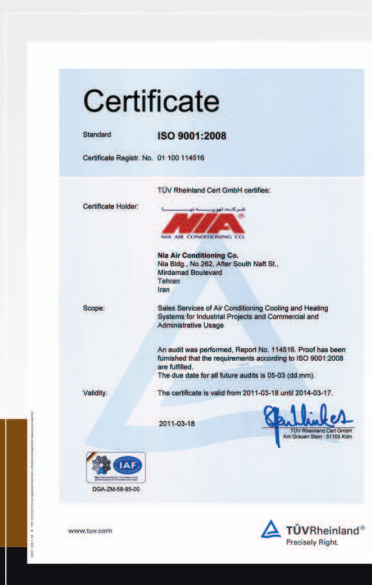 Certificate
Standard ISO 9001:2008
Certificate Registr. No. 01 100 114516
TÜV Rheinland Cert GmbH certifies:
Certificate Holder:
شرکت تهویه نیا
NIA
NIA AIR CONDITIONING CO.
Nia Air Conditioning Co.
Nia Bldg., No.262, After South Naft St.,
Mirdamad Boulevard
Tehran
Iran
Scope: Sales Services of Air Conditioning Cooling and Heating
Systems for Industrial Projects and Commercial and
Administrative Usage
An audit was performed, Report No. 114516. Proof has been
furnished that the requirements according to ISO 9001:2008
are fulfilled.
The due date for all future audits is 05-03 (dd.mm).
Validity: The certificate is valid from 2011-03-18 until 2014-03-17.
2011-03-18
TÜV Rheinland Cert GmbH
Am Grauen Stein · 51105 Köln
IAF
DGA-ZM-58-95-00
www.tuv.com
TÜVRheinland®
Precisely Right.